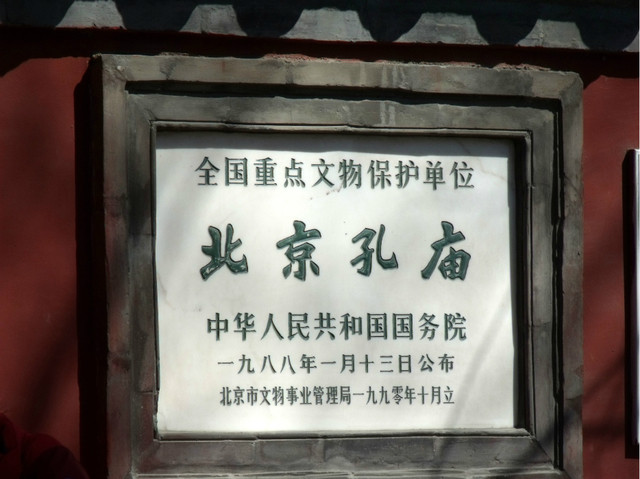 全国重点文物保护单位
北京孔庙
中华人民共和国国务院
一九八八年一月十三日公布
北京市文物事业管理局一九九零年十月立